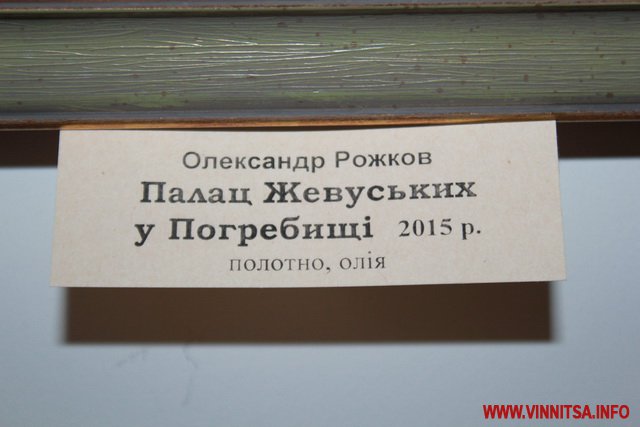 Олександр Рожков
Палац Жевуських
у Погребищі 2015 р.
полотно, олія
WWW.VINNITSA.INFO